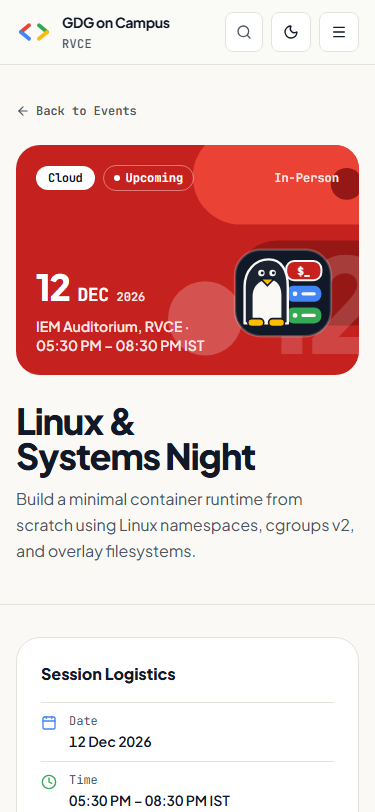 GDG on Campus
RVCE
Back to Events
Cloud
Upcoming
In-Person
12
12 DEC 2026
$_
IEM Auditorium, RVCE ·
05:30 PM – 08:30 PM IST
Linux &
Systems Night
Build a minimal container runtime from
scratch using Linux namespaces, cgroups v2,
and overlay filesystems.
Session Logistics
Date
12 Dec 2026
Time
05:30 PM – 08:30 PM IST